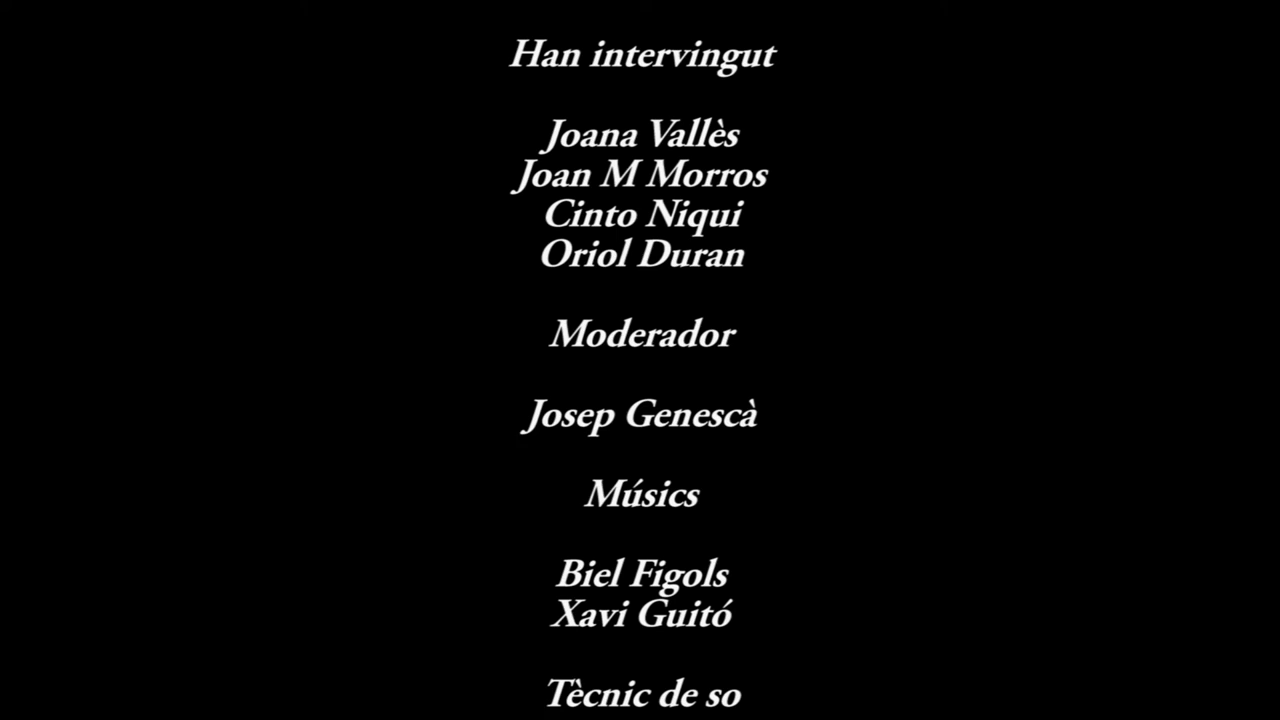 Han intervingut
Joana Vallès
Joan M Morros
Cinto Niqui
Oriol Duran
Moderador
Josep Genescà
Músics
Biel Figols
Xavi Guitó
Tècnic de so